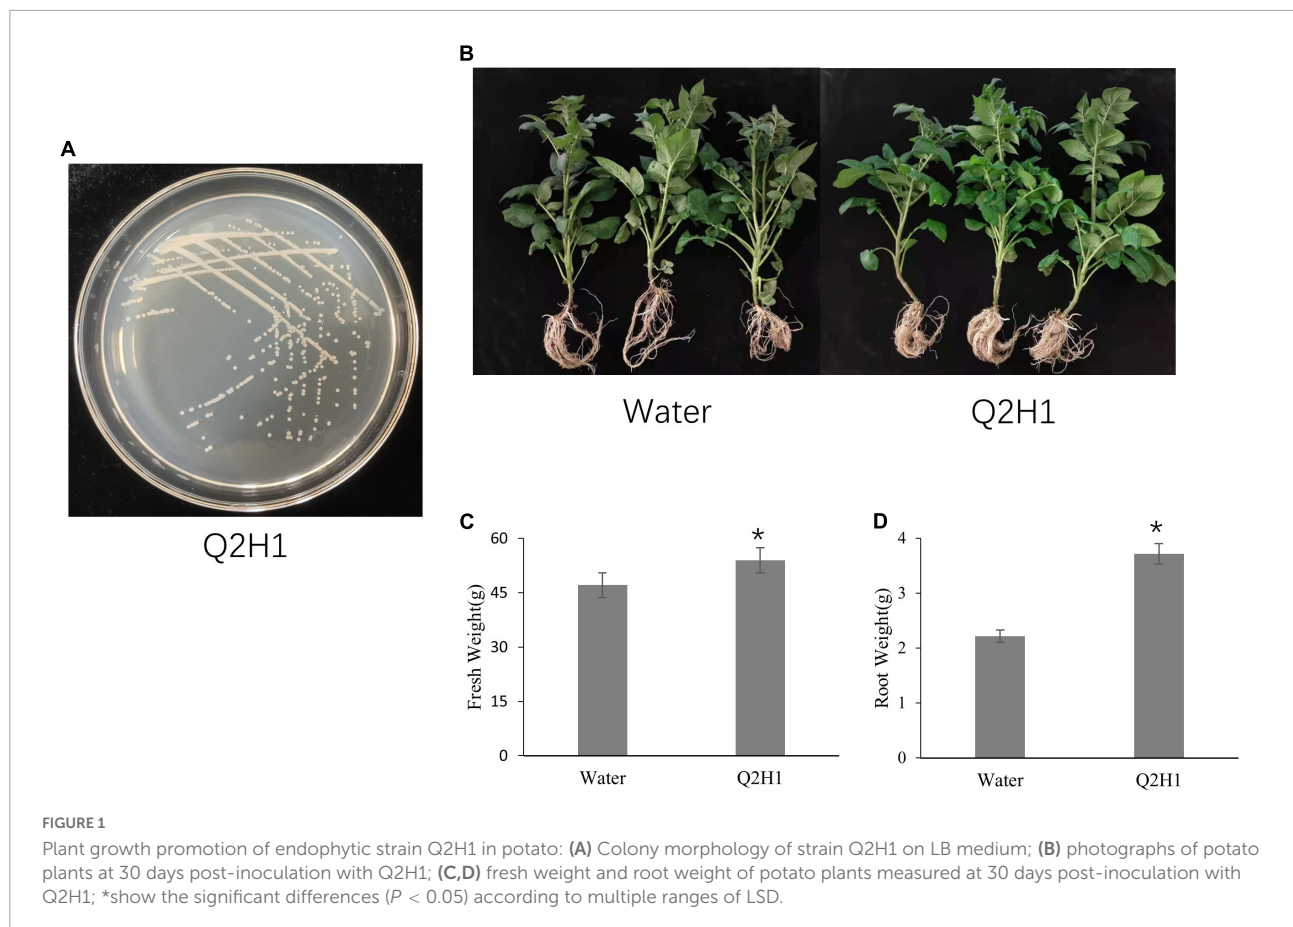 A
Q2H1
B
Water
Q2H1
C
60
45
30
15
0
Fresh Weight(g)
*
Water
Q2H1
D
4
3
2
1
0
Root Weight(g)
*
Water
Q2H1
FIGURE 1
Plant growth promotion of endophytic strain Q2H1 in potato: (A) Colony morphology of strain Q2H1 on LB medium; (B) photographs of potato
plants at 30 days post-inoculation with Q2H1; (C,D) fresh weight and root weight of potato plants measured at 30 days post-inoculation with
Q2H1; *show the significant differences (P < 0.05) according to multiple ranges of LSD.